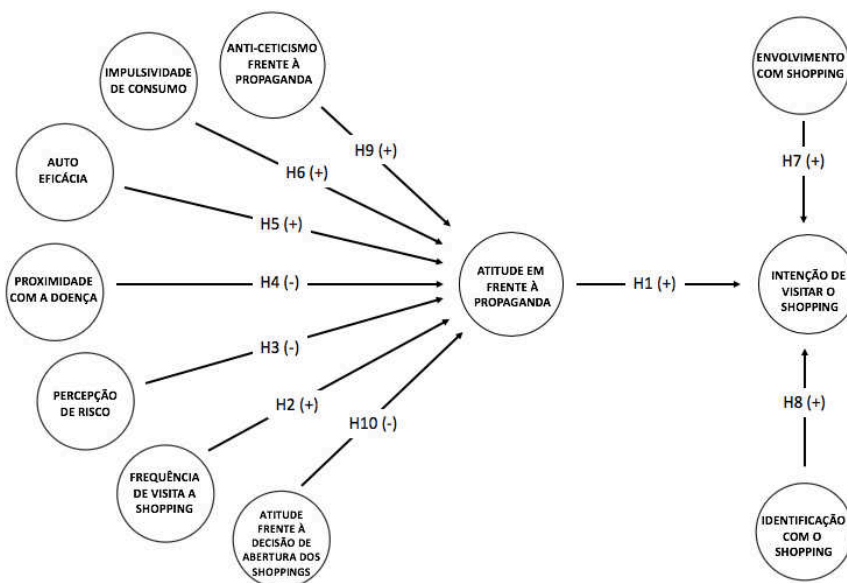 ANTI-CETICISMO
FRENTE À
PROPAGANDA
ENVOLVIMENTO
COM SHOPPING
IMPULSIVIDADE
DE CONSUMO
H9 (+)
H7 (+)
AUTO
EFICÁCIA
H6 (+)
H5 (+)
PROXIMIDADE
COM A DOENÇA
H4 (-)
ATITUDE EM
FRENTE À
PROPAGANDA
H1 (+)
INTENÇÃO DE
VISITAR O
SHOPPING
H3 (-)
PERCEPÇÃO
DE RISCO
H2 (+)
H10 (-)
H8 (+)
FREQUÊNCIA
DE VISITA A
SHOPPING
ATITUDE
FRENTE À
DECISÃO DE
ABERTURA DOS
SHOPPINGS
IDENTIFICAÇÃO
COM O
SHOPPING